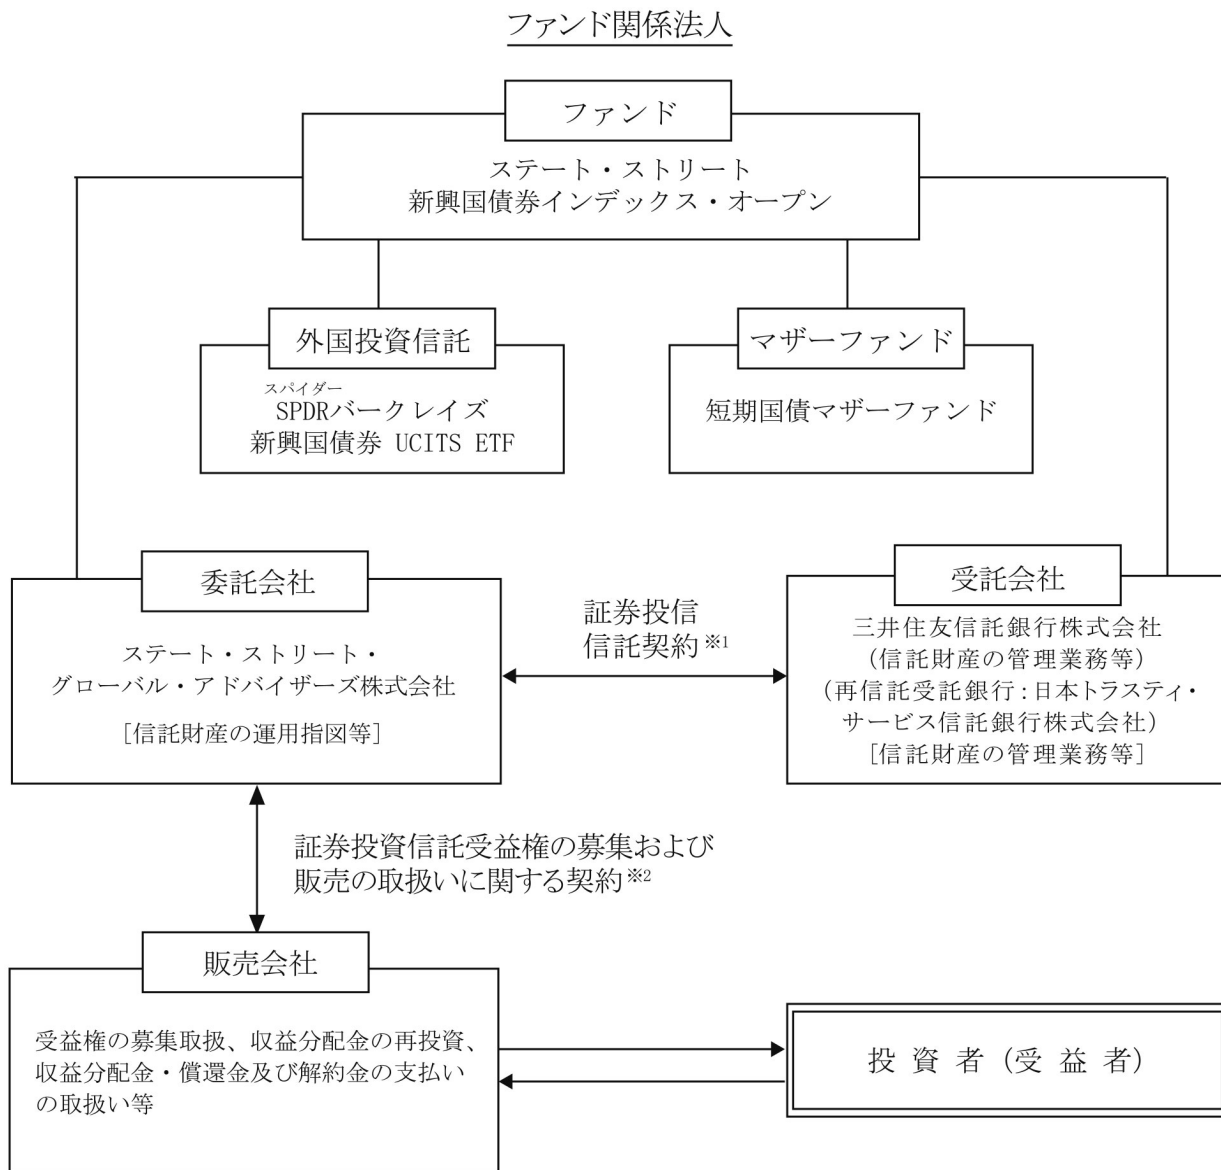 ファンド関係法人
ファンド
ステート・ストリート
新興国債券インデックス・オープン
外国投資信託
スパイダー
SPDRバークレイズ
新興国債券 UCITS ETF
マザーファンド
短期国債マザーファンド
委託会社
ステート・ストリート・
グローバル・アドバイザーズ株式会社
[信託財産の運用指図等]
証券投信
信託契約※1
受託会社
三井住友信託銀行株式会社
(信託財産の管理業務等)
(再信託受託銀行:日本トラスティ・
サービス信託銀行株式会社)
[信託財産の管理業務等]
証券投資信託受益権の募集および
販売の取扱いに関する契約※2
販売会社
受益権の募集取扱、収益分配金の再投資、
収益分配金・償還金及び解約金の支払い
の取扱い等
投資者(受益者)